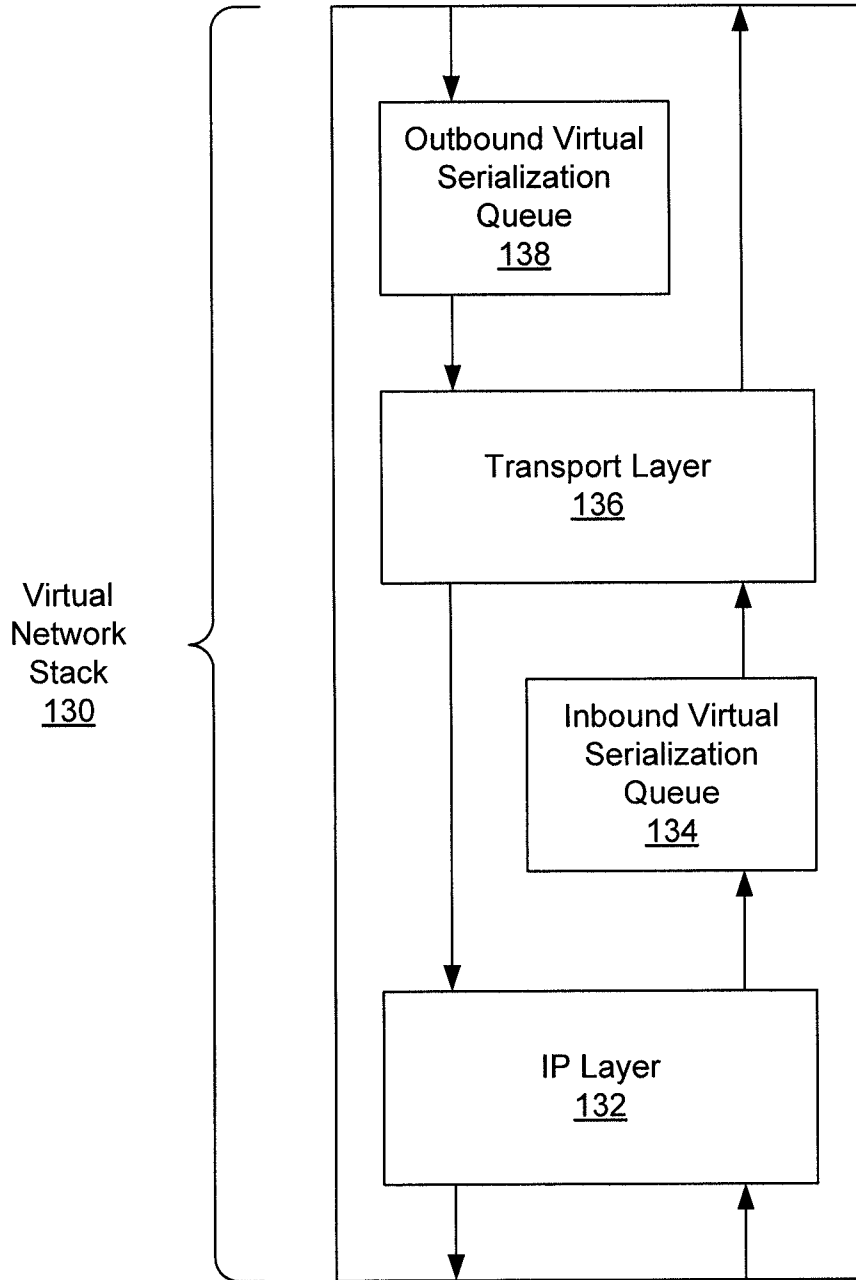 Outbound Virtual
Serialization
Queue
138
Transport Layer
136
Virtual
Network
Stack
130
Inbound Virtual
Serialization
Queue
134
IP Layer
132